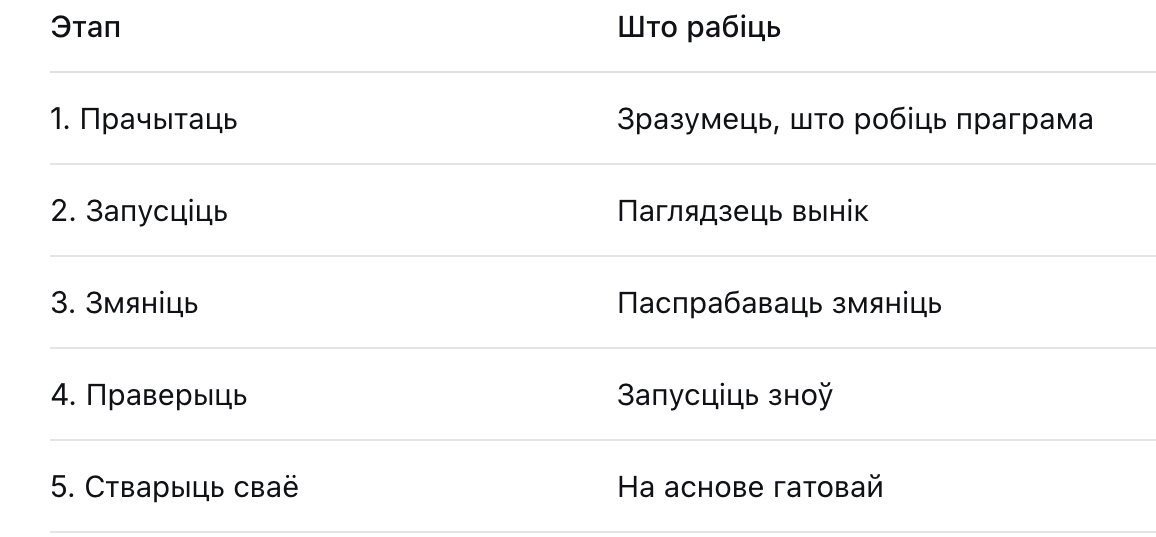 Этап Што рабіць
1. Прачытаць Зразумець, што робіць праграма
2. Запусціць Паглядзець вынік
3. Змяніць Паспрабаваць змяніць
4. Праверыць Запусціць зноў
5. Стварыць сваё На аснове гатовай